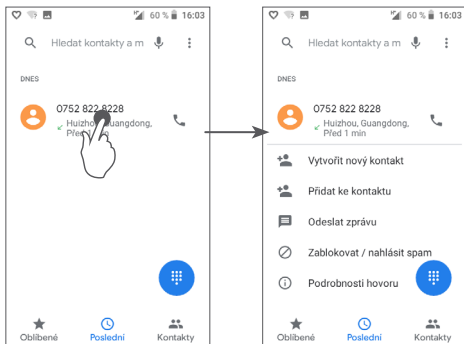 60 % 16:03
Hledat kontakty a m
DNES
0752 822 8228
Huizhou, Guangdong,
Před 1 min
Oblíbené Poslední Kontakty
60 % 16:03
Hledat kontakty a m
DNES
0752 822 8228
Huizhou, Guangdong,
Před 1 min
Vytvořit nový kontakt
Přidat ke kontaktu
Odeslat zprávu
Zablokovat / nahlásit spam
Podrobnosti hovoru
Oblíbené Poslední Kontakty